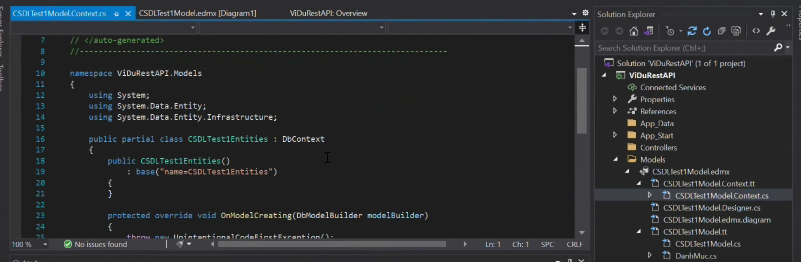 CSDLTest1Model.Context.cs
CSDLTest1Model.edmx [Diagram1]
ViDuRestAPI: Overview
7 // </auto-generated>
8 //------------------------------------------------------------------------------
9
10 namespace ViDuRestAPI.Models
11 {
12 using System;
13 using System.Data.Entity;
14 using System.Data.Entity.Infrastructure;
15
16 public partial class CSDLTest1Entities : DbContext
17 {
18 public CSDLTest1Entities()
19 : base("name=CSDLTest1Entities")
20 {
21 }
22
23 protected override void OnModelCreating(DbModelBuilder modelBuilder)
24 {
25 throw new UnintentionalCodeFirstException();
100 %
No issues found
Ln: 1 Ch: 1 SPC CRLF
Solution Explorer
Search Solution Explorer (Ctrl+;)
Solution 'ViDuRestAPI' (1 of 1 project)
ViDuRestAPI
Connected Services
Properties
References
App_Data
App_Start
Controllers
Models
CSDLTest1Model.edmx
CSDLTest1Model.Context.tt
CSDLTest1Model.Context.cs
CSDLTest1Model.Designer.cs
CSDLTest1Model.edmx.diagram
CSDLTest1Model.tt
CSDLTest1Model.cs
DanhMuc.cs